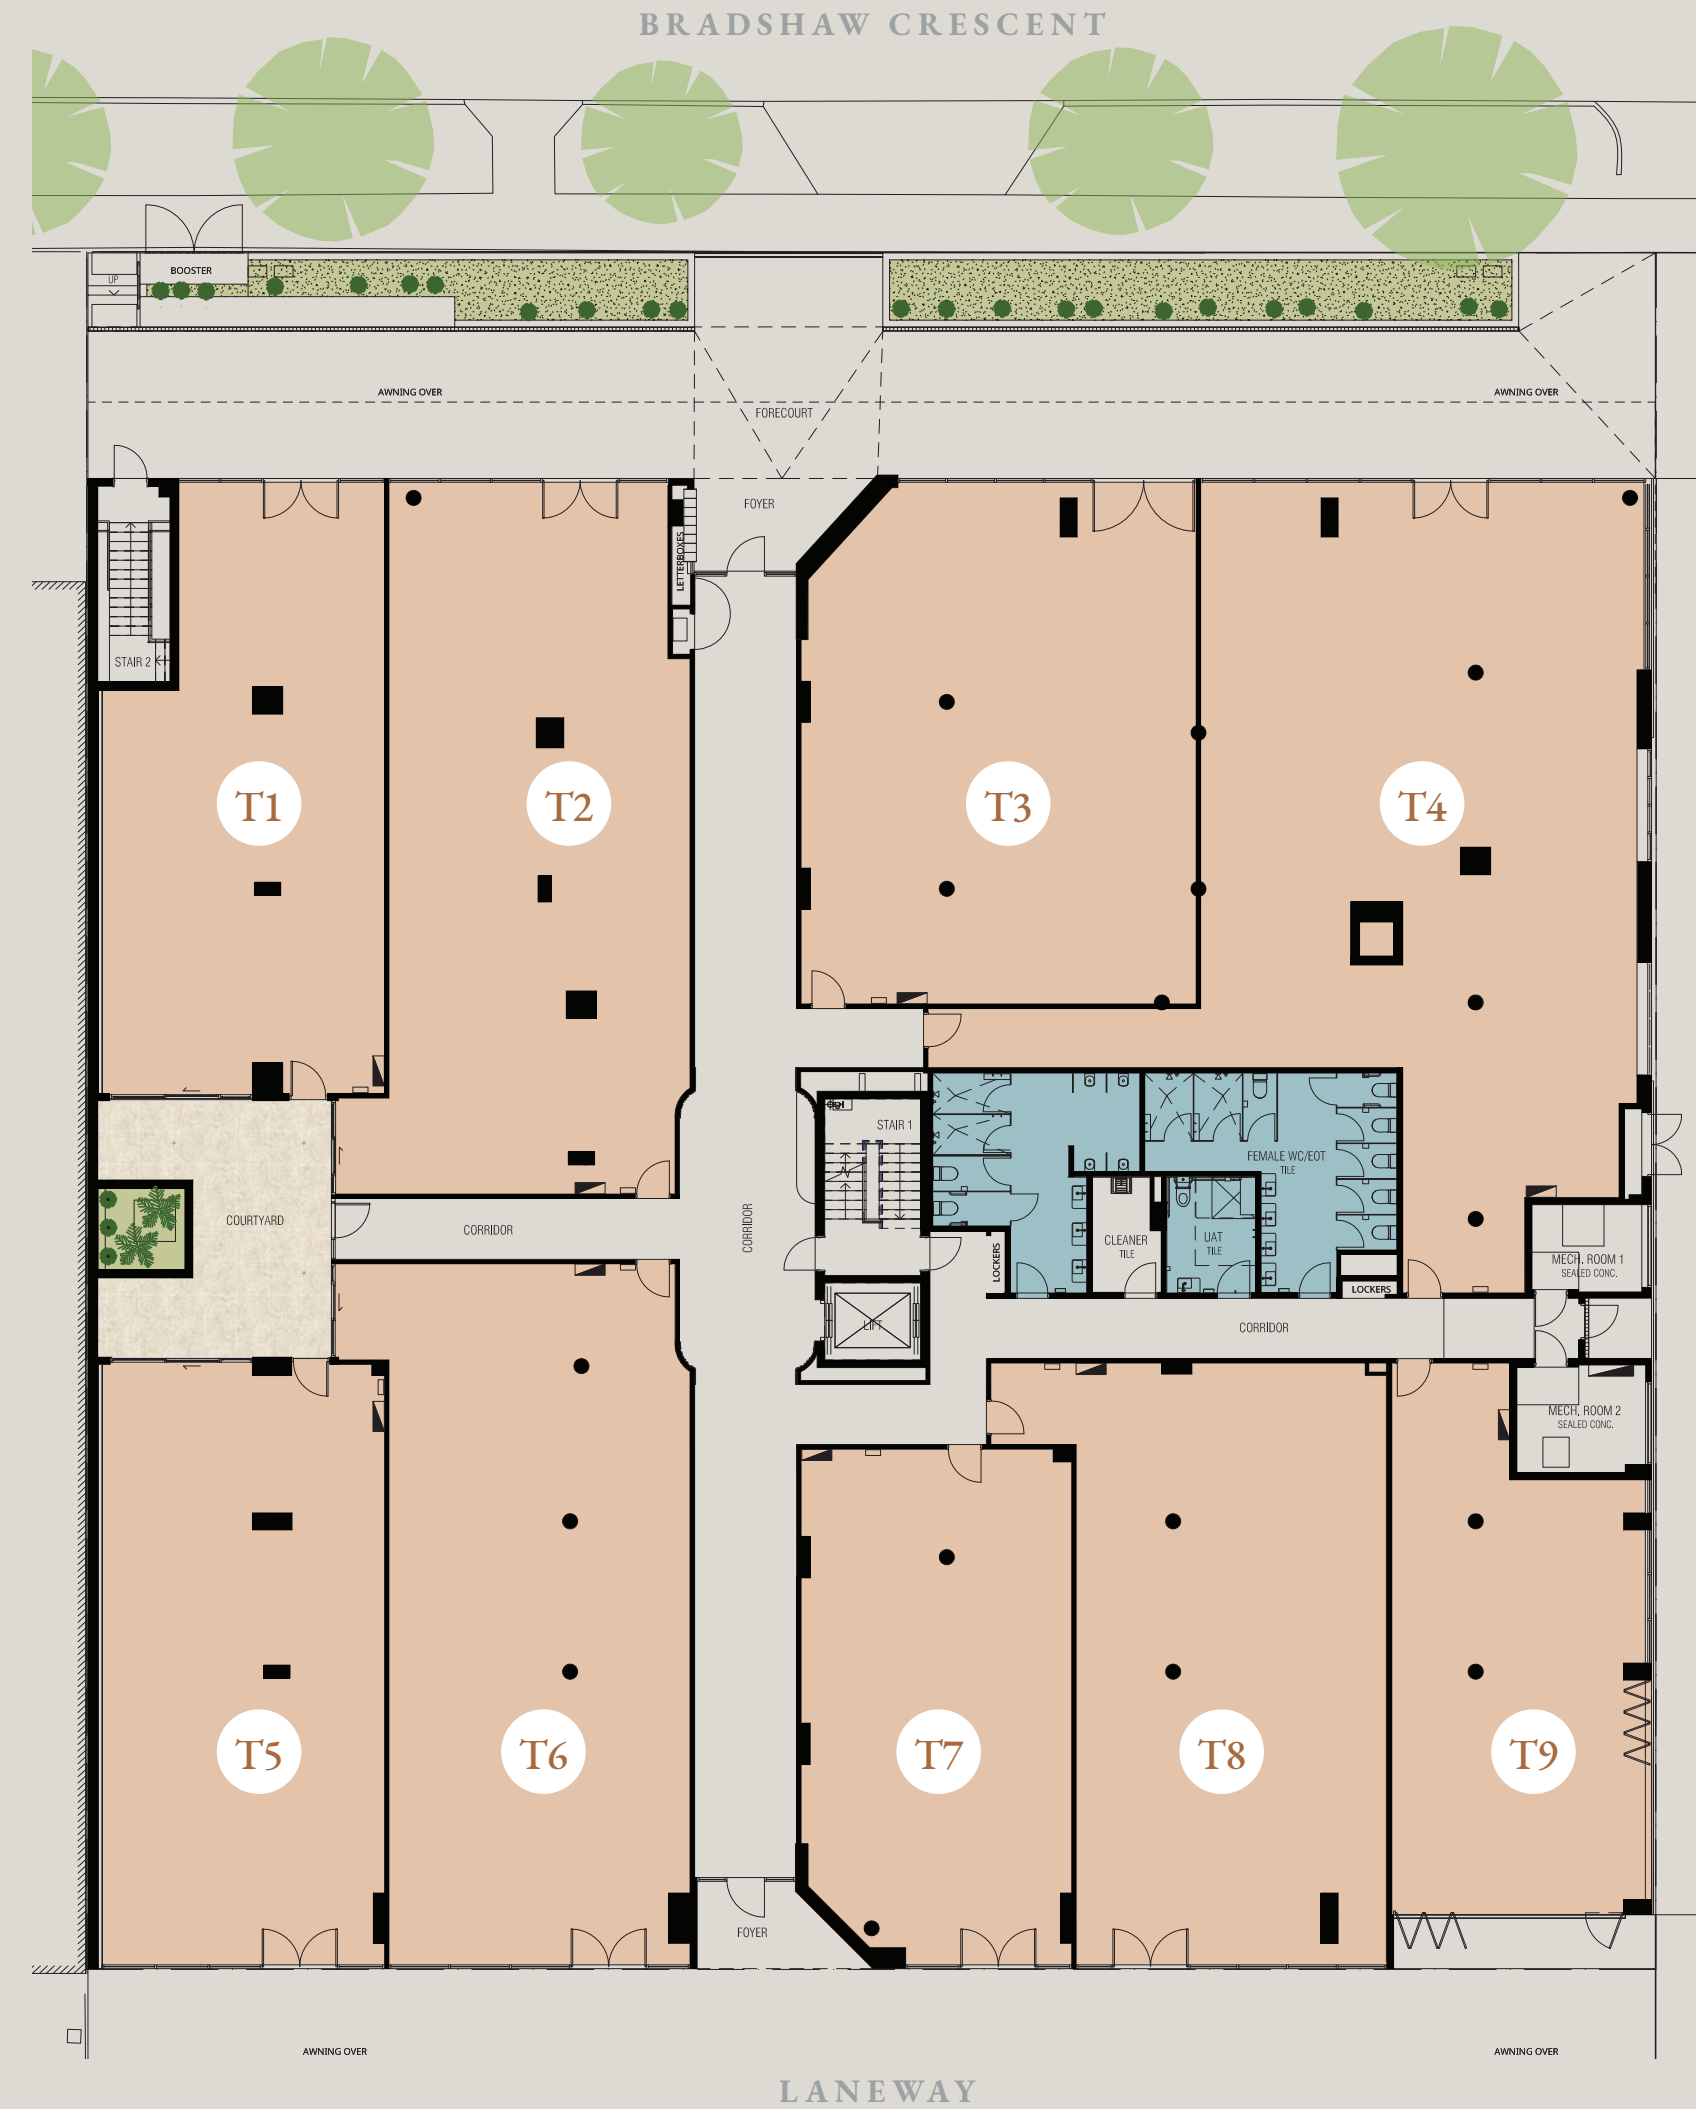 BRADSHAW CRESCENT
UP
BOOSTER
AWNING OVER
AWNING OVER
FORECOURT
FOYER
LETTERBOXES
STAIR 2
T1
T2
T3
T4
STAIR 1
FEMALE WC/EOT
TILE
COURTYARD
CORRIDOR
CORRIDOR
CLEANER
TILE
UAT
TILE
LOCKERS
MECH. ROOM 1
SEALED CONC.
LOCKERS
LIFT
CORRIDOR
MECH. ROOM 2
SEALED CONC.
T5
T6
T7
T8
T9
FOYER
AWNING OVER
AWNING OVER
LANEWAY